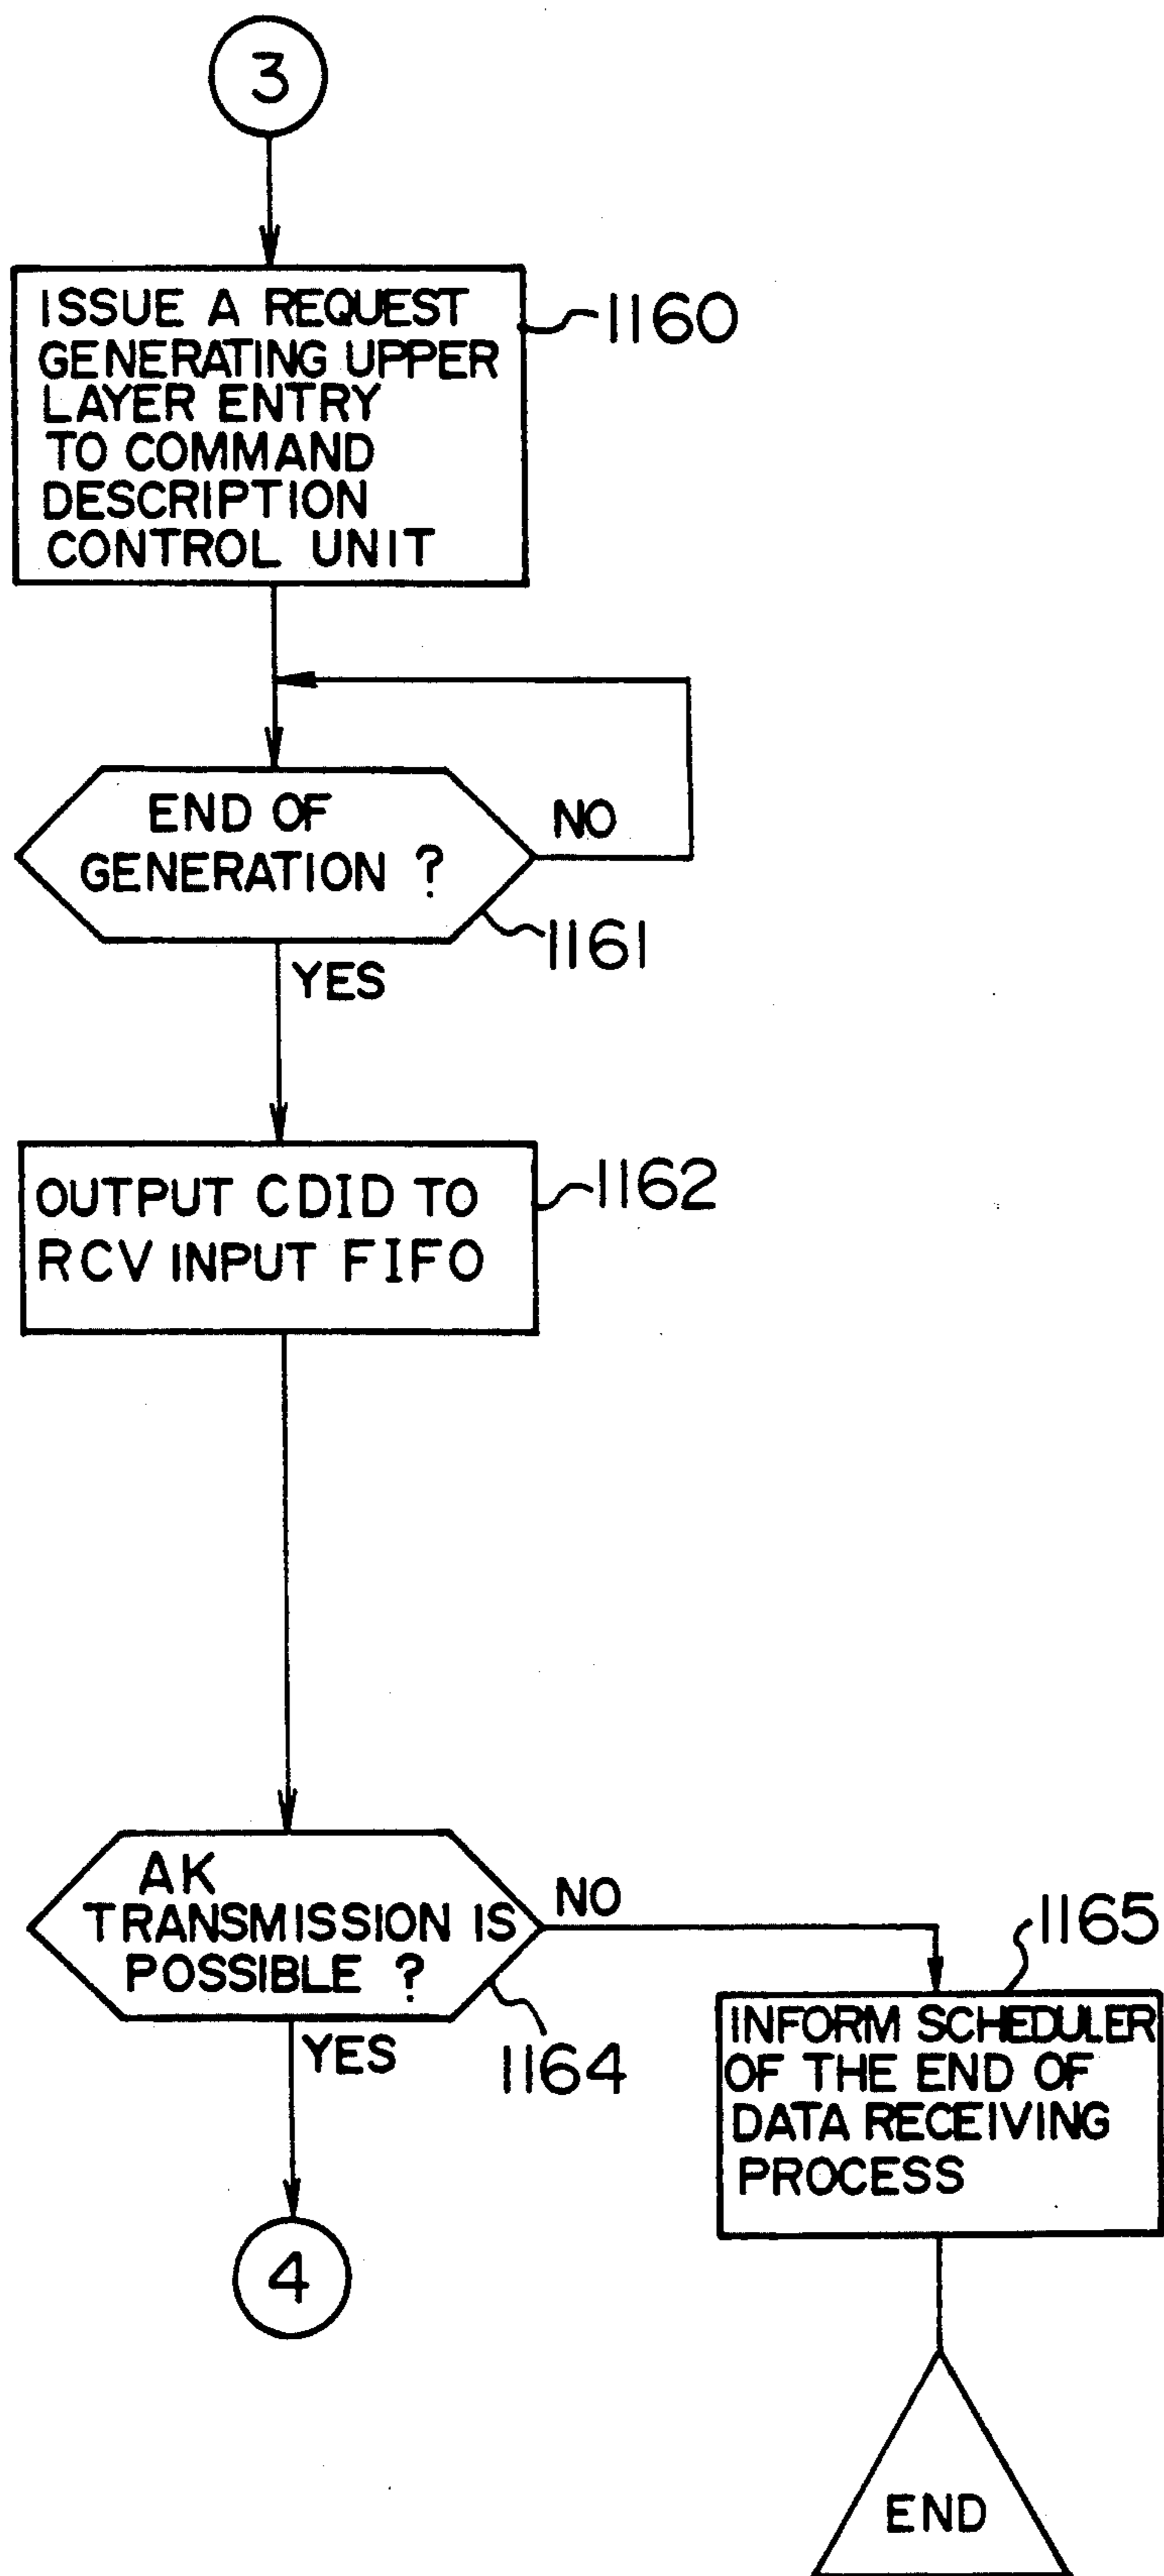 3
ISSUE A REQUEST
GENERATING UPPER
LAYER ENTRY
TO COMMAND
DESCRIPTION
CONTROL UNIT
1160
END OF
GENERATION ?
NO
1161
YES
OUTPUT CDID TO
RCV INPUT FIFO
1162
AK
TRANSMISSION IS
POSSIBLE ?
NO
1164
YES
4
1165
INFORM SCHEDULER
OF THE END OF
DATA RECEIVING
PROCESS
END